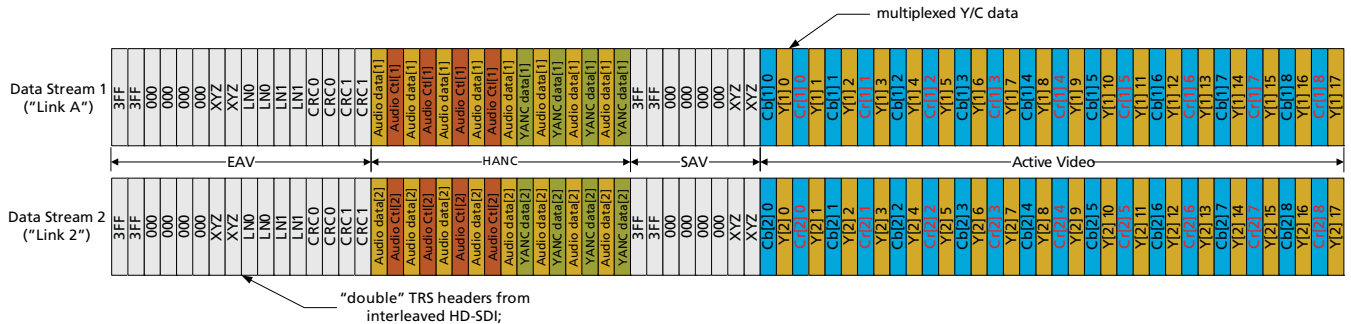 multiplexed Y/C data
Data Stream 1
("Link A")
3FF
3FF
000
000
000
000
XYZ
XYZ
LN0
LN0
LN1
LN1
CRC0
CRC0
CRC1
CRC1
Audio data[1]
Audio Ctl[1]
Audio data[1]
Audio Ctl[1]
Audio data[1]
Audio Ctl[1]
Audio data[1]
Audio Ctl[1]
Audio data[1]
YANC data[1]
Audio data[1]
YANC data[1]
Audio data[1]
YANC data[1]
Audio data[1]
YANC data[1]
3FF
3FF
000
000
000
000
XYZ
XYZ
Cb[1] 0
Y[1] 0
Cr[1] 0
Y[1] 1
Cb[1] 1
Y[1] 2
Cr[1] 1
Y[1] 3
Cb[1] 2
Y[1] 4
Cr[1] 2
Y[1] 5
Cb[1] 3
Y[1] 6
Cr[1] 3
Y[1] 7
Cb[1] 4
Y[1] 8
Cr[1] 4
Y[1] 9
Cb[1] 5
Y[1] 10
Cr[1] 5
Y[1] 11
Cb[1] 6
Y[1] 12
Cr[1] 6
Y[1] 13
Cb[1] 7
Y[1] 14
Cr[1] 7
Y[1] 15
Cb[1] 8
Y[1] 16
Cr[1] 8
Y[1] 17
EAV
HANC
SAV
Active Video
Data Stream 2
("Link 2")
3FF
3FF
000
000
000
000
XYZ
XYZ
LN0
LN0
LN1
LN1
CRC0
CRC0
CRC1
CRC1
Audio data[2]
Audio Ctl[2]
Audio data[2]
Audio Ctl[2]
Audio data[2]
Audio Ctl[2]
Audio data[2]
Audio Ctl[2]
Audio data[2]
YANC data[2]
Audio data[2]
YANC data[2]
Audio data[2]
YANC data[2]
Audio data[2]
YANC data[2]
3FF
3FF
000
000
000
000
XYZ
XYZ
Cb[2] 0
Y[2] 0
Cr[2] 0
Y[2] 1
Cb[2] 1
Y[2] 2
Cr[2] 1
Y[2] 3
Cb[2] 2
Y[2] 4
Cr[2] 2
Y[2] 5
Cb[2] 3
Y[2] 6
Cr[2] 3
Y[2] 7
Cb[2] 4
Y[2] 8
Cr[2] 4
Y[2] 9
Cb[2] 5
Y[2] 10
Cr[2] 5
Y[2] 11
Cb[2] 6
Y[2] 12
Cr[2] 6
Y[2] 13
Cb[2] 7
Y[2] 14
Cr[2] 7
Y[2] 15
Cb[2] 8
Y[2] 16
Cr[2] 8
Y[2] 17
"double" TRS headers from
interleaved HD-SDI;